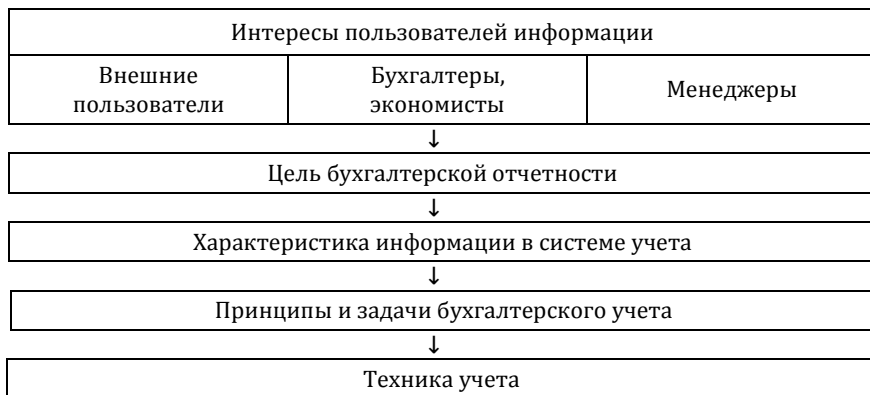 Интересы пользователей информации
Внешние
пользователи
Бухгалтеры,
экономисты
Менеджеры
↓
Цель бухгалтерской отчетности
↓
Характеристика информации в системе учета
↓
Принципы и задачи бухгалтерского учета
↓
Техника учета